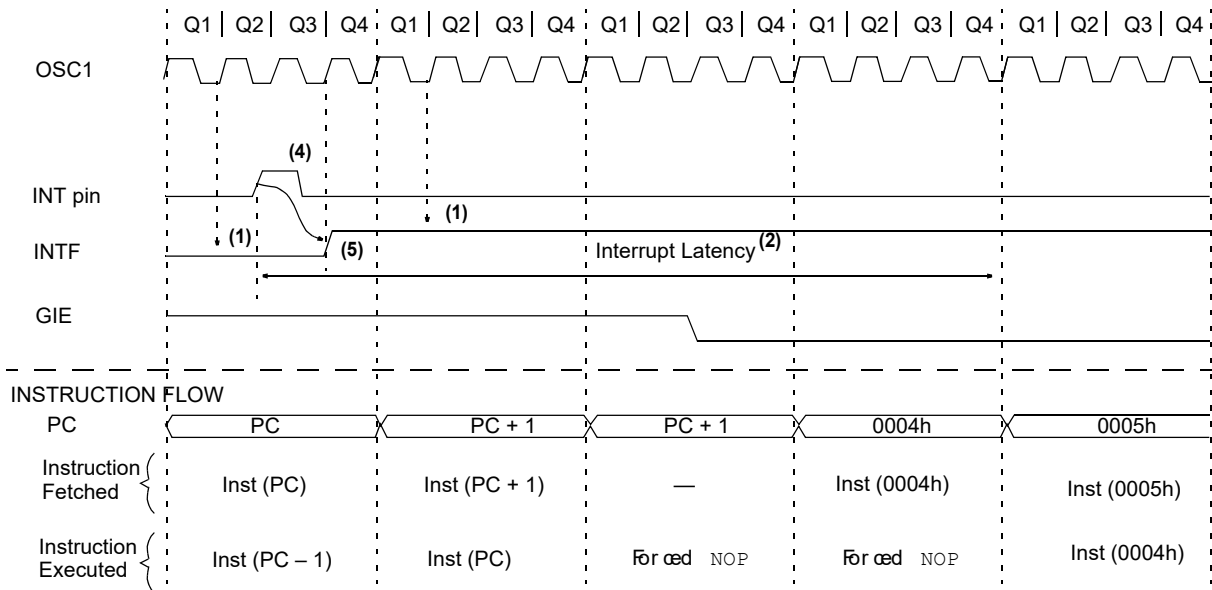 Q1 | Q2 | Q3 | Q4 Q1 | Q2 | Q3 | Q4 Q1 | Q2 | Q3 | Q4 Q1 | Q2 | Q3 | Q4 Q1 | Q2 | Q3 | Q4
OSC1
(4)
INT pin
(1)
(1)
INTF
(5)
Interrupt Latency(2)
GIE
INSTRUCTION FLOW
PC PC PC + 1 PC + 1 0004h 0005h
Instruction
Fetched
Inst (PC) Inst (PC + 1) — Inst (0004h) Inst (0005h)
Instruction
Executed
Inst (PC – 1) Inst (PC) Forced NOP Forced NOP Inst (0004h)